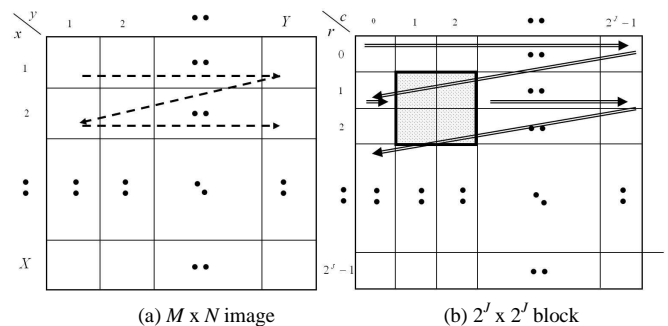 y
x
1 2 Y
1
2
X
(a) M x N image
c
r
0 1 2 2^J – 1
0
1
2
2^J – 1
(b) 2^J x 2^J block